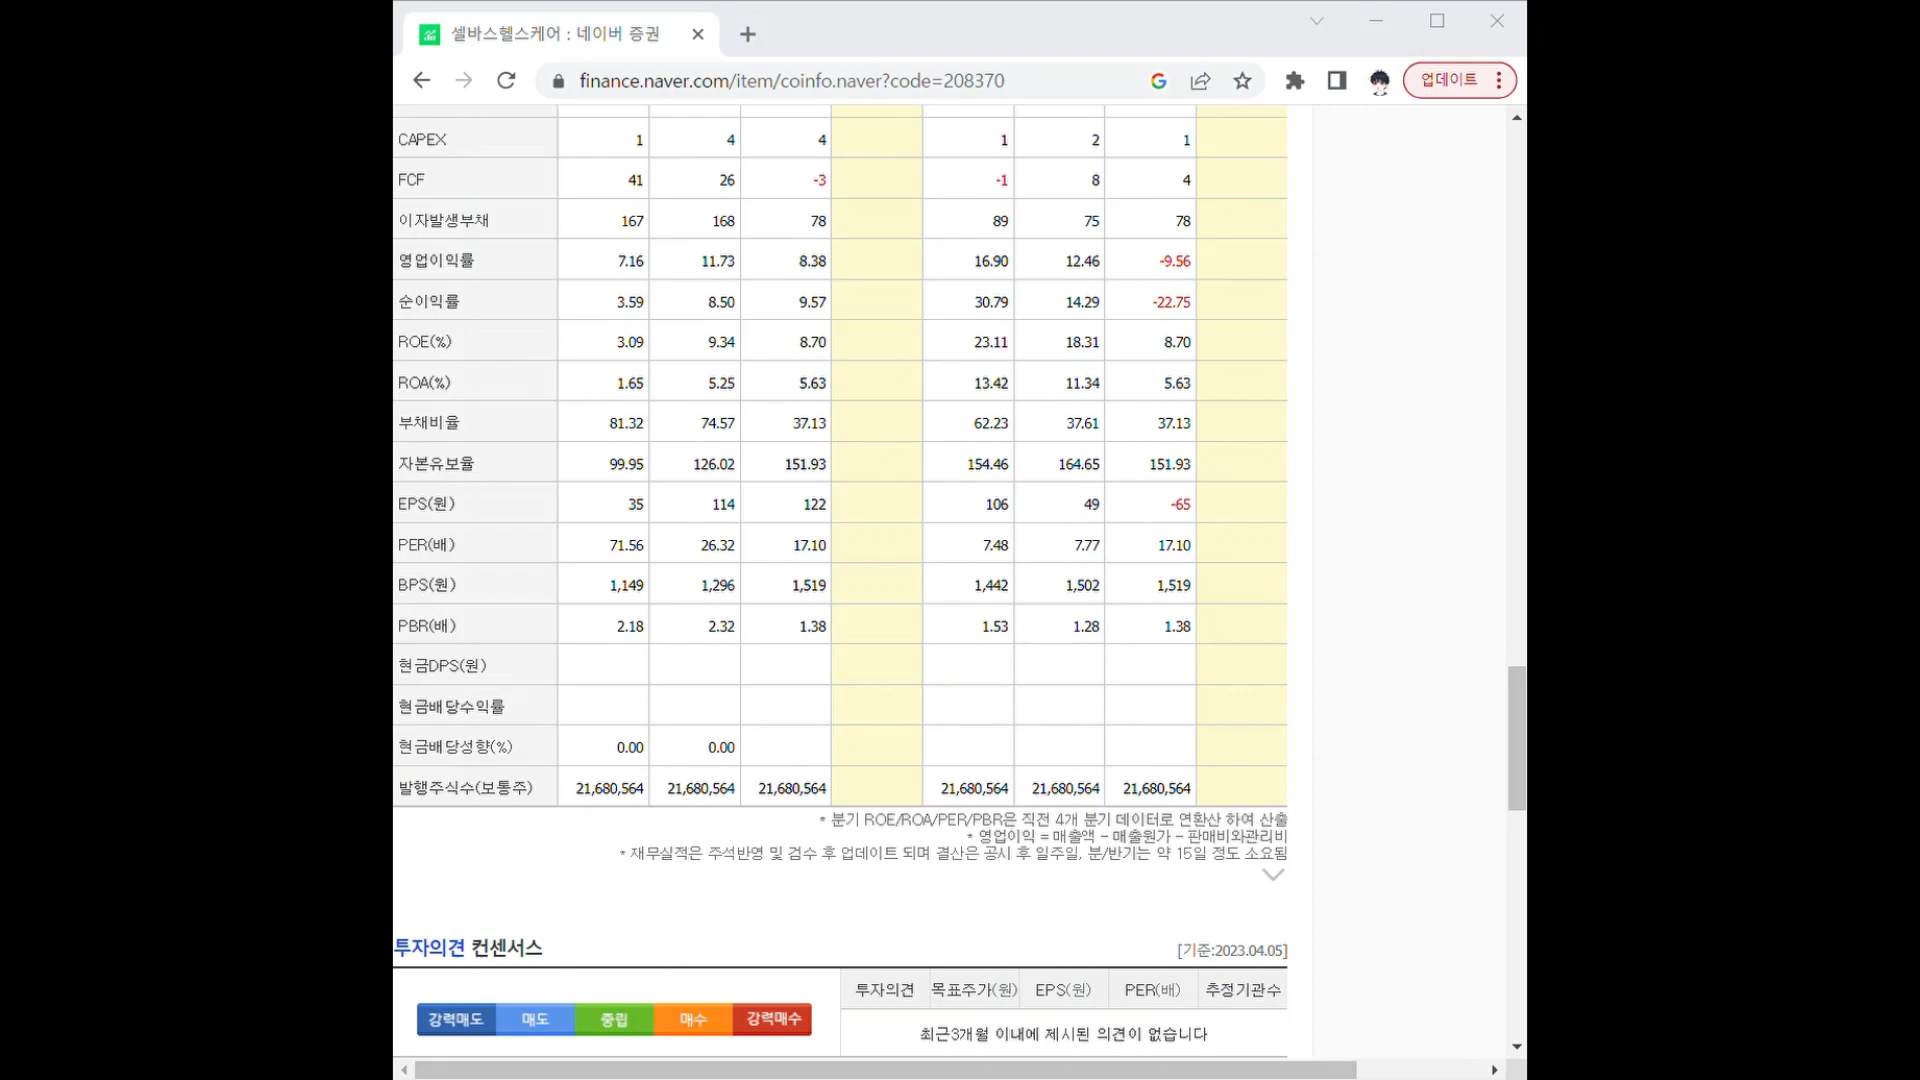 셀바스헬스케어 : 네이버 증권
finance.naver.com/item/coinfo.naver?code=208370
업데이트
CAPEX 1 4 4 1 2 1
FCF 41 26 -3 -1 8 4
이자발생부채 167 168 78 89 75 78
영업이익률 7.16 11.73 8.38 16.90 12.46 -9.56
순이익률 3.59 8.50 9.57 30.79 14.29 -22.75
ROE(%) 3.09 9.34 8.70 23.11 18.31 8.70
ROA(%) 1.65 5.25 5.63 13.42 11.34 5.63
부채비율 81.32 74.57 37.13 62.23 37.61 37.13
자본유보율 99.95 126.02 151.93 154.46 164.65 151.93
EPS(원) 35 114 122 106 49 -65
PER(배) 71.56 26.32 17.10 7.48 7.77 17.10
BPS(원) 1,149 1,296 1,519 1,442 1,502 1,519
PBR(배) 2.18 2.32 1.38 1.53 1.28 1.38
현금DPS(원)
현금배당수익률
현금배당성향(%) 0.00 0.00
발행주식수(보통주) 21,680,564 21,680,564 21,680,564 21,680,564 21,680,564 21,680,564
* 분기 ROE/ROA/PER/PBR은 직전 4개 분기 데이터로 연환산 하여 산출
* 영업이익 = 매출액 - 매출원가 - 판매비와관리비
* 재무실적은 주석반영 및 검수 후 업데이트 되며 결산은 공시 후 일주일, 분/반기는 약 15일 정도 소요됨
투자의견 컨센서스 [기준:2023.04.05]
투자의견 목표주가(원) EPS(원) PER(배) 추정기관수
강력매도 매도 중립 매수 강력매수
최근3개월 이내에 제시된 의견이 없습니다